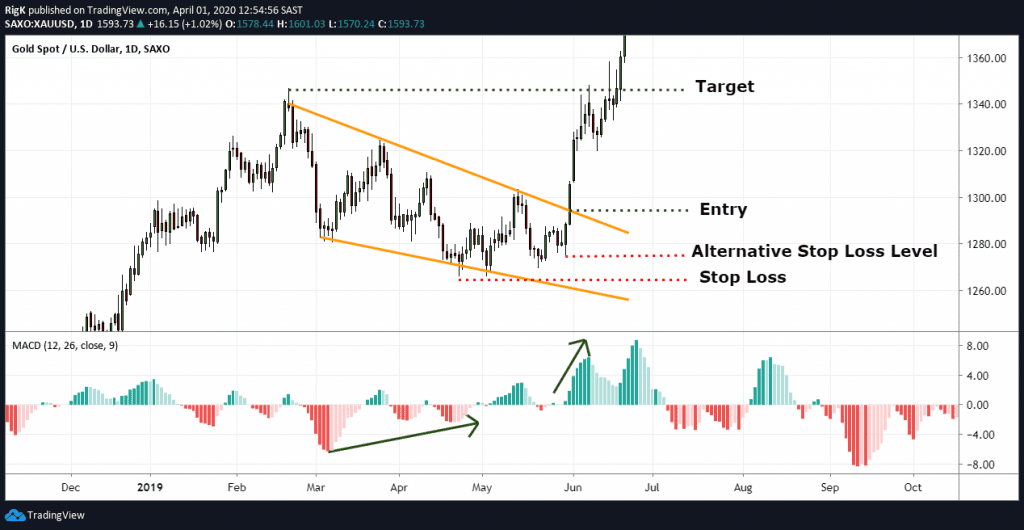 RigK published on TradingView.com, April 01, 2020 12:54:56 SAST
SAXO:XAUUSD, 1D 1593.73 ▲ +16.15 (+1.02%) O:1578.44 H:1601.03 L:1570.24 C:1593.73
Gold Spot / U.S. Dollar, 1D, SAXO
1360.00
Target
1340.00
1320.00
1300.00
Entry
1280.00
Alternative Stop Loss Level
Stop Loss
1260.00
MACD (12, 26, close, 9)
8.00
4.00
0.00
-4.00
-8.00
Dec 2019 Feb Mar Apr May Jun Jul Aug Sep Oct
TradingView